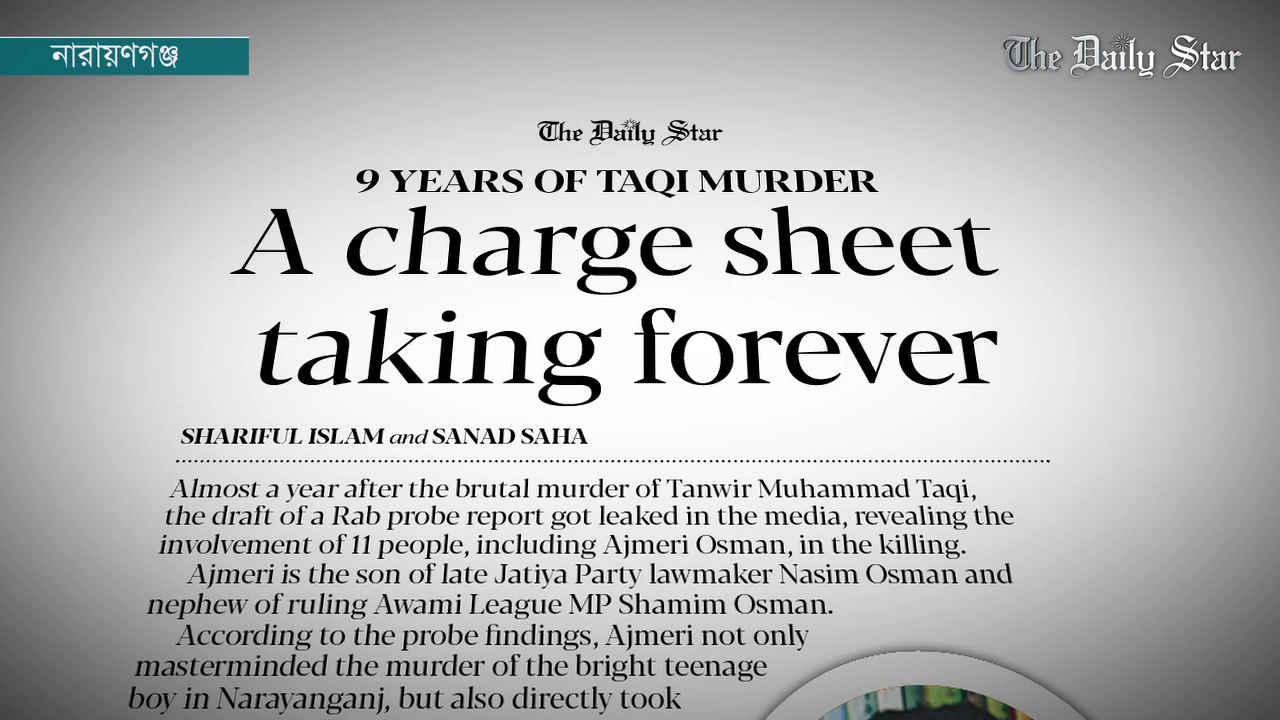 নারায়ণগঞ্জ
The Daily Star
The Daily Star
9 YEARS OF TAQI MURDER
A charge sheet
taking forever
SHARIFUL ISLAM and SANAD SAHA
Almost a year after the brutal murder of Tanwir Muhammad Taqi,
the draft of a Rab probe report got leaked in the media, revealing the
involvement of 11 people, including Ajmeri Osman, in the killing.
Ajmeri is the son of late Jatiya Party lawmaker Nasim Osman and
nephew of ruling Awami League MP Shamim Osman.
According to the probe findings, Ajmeri not only
masterminded the murder of the bright teenage
boy in Narayanganj, but also directly took